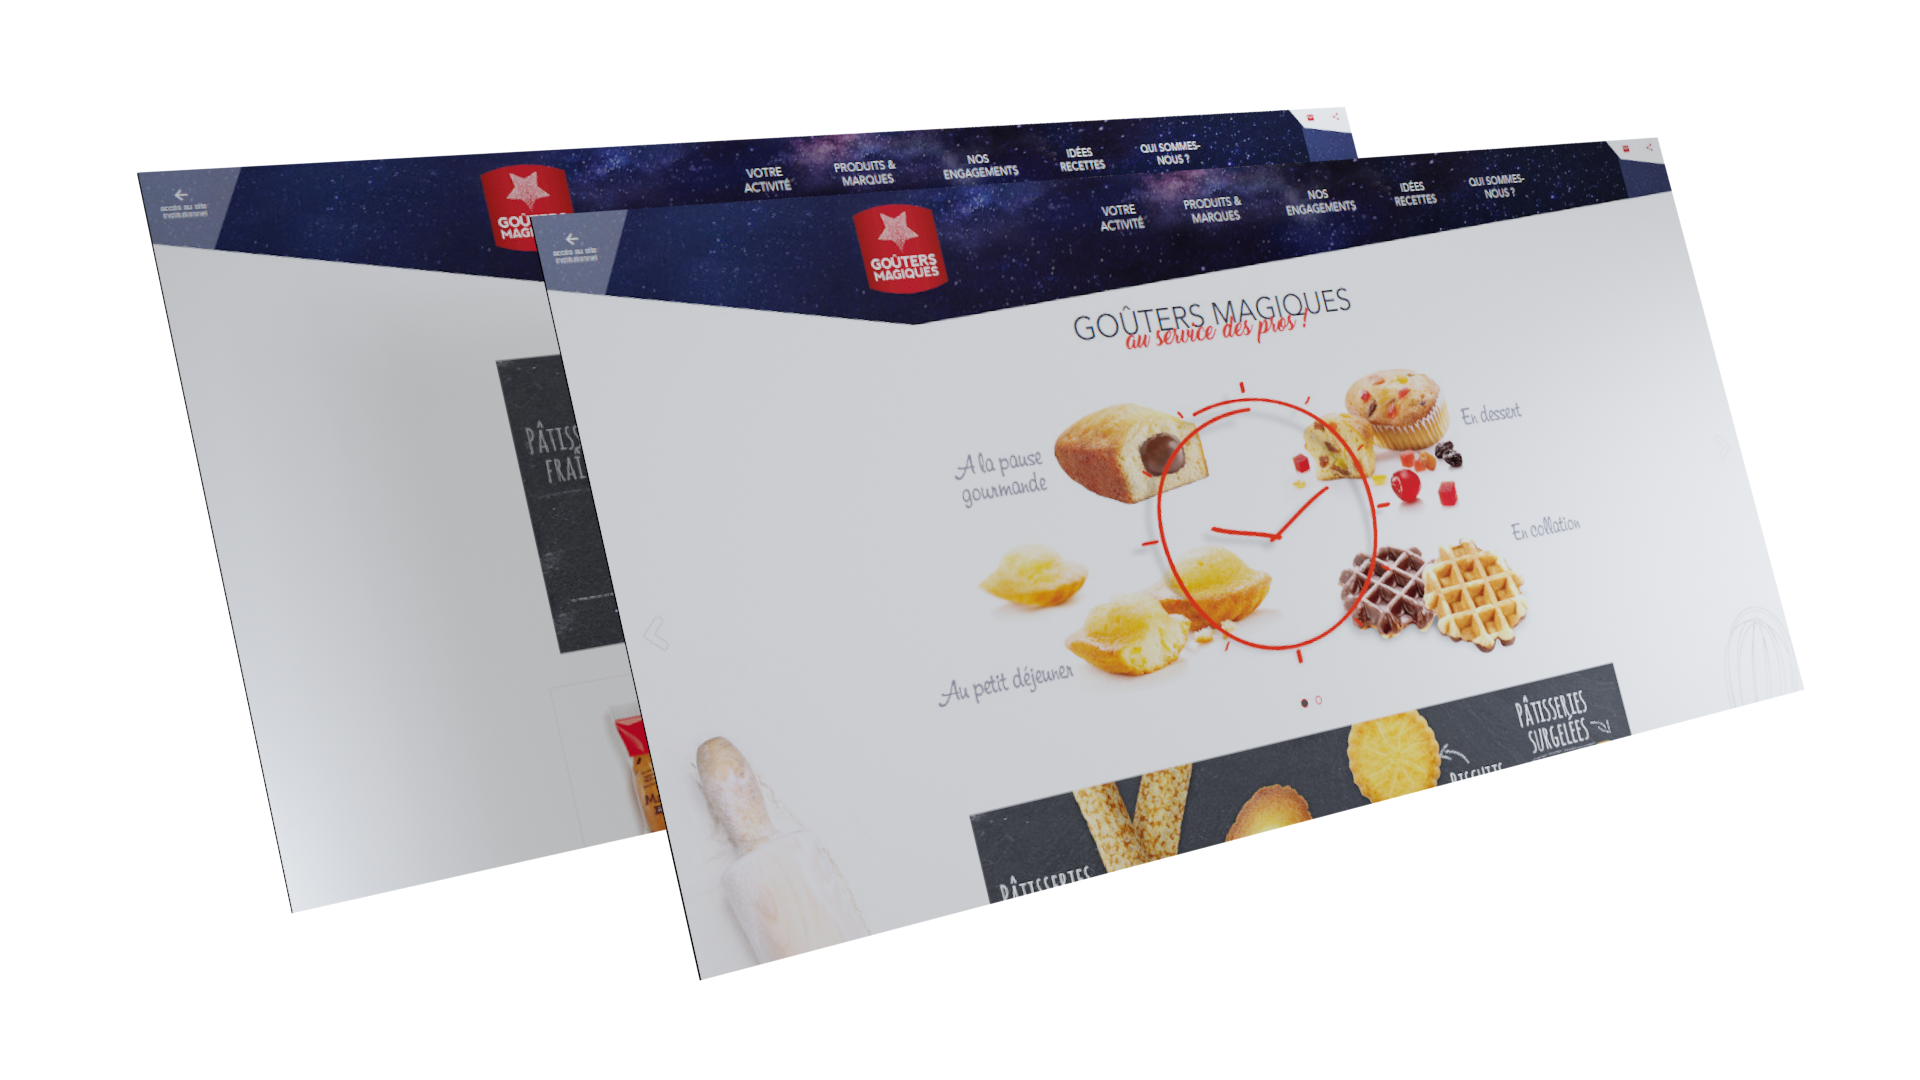 accès au site
institutionnel
GOÛ
MAGI
VOTRE
ACTIVITÉ
PRODUITS &
MARQUES
NOS
ENGAGEMENTS
IDÉES
RECETTES
QUI SOMMES-
NOUS ?
PÂTISS
FRAÎ
accès au site
institutionnel
GOÛTERS
MAGIQUES
VOTRE
ACTIVITÉ
PRODUITS &
MARQUES
NOS
ENGAGEMENTS
IDÉES
RECETTES
QUI SOMMES-
NOUS ?
GOÛTERS MAGIQUES
au service des pros !
A la pause
gourmande
En dessert
En collation
Au petit déjeuner
PÂTISSERIES
SURGELÉES
BISCUITS
PÂTISSERIES